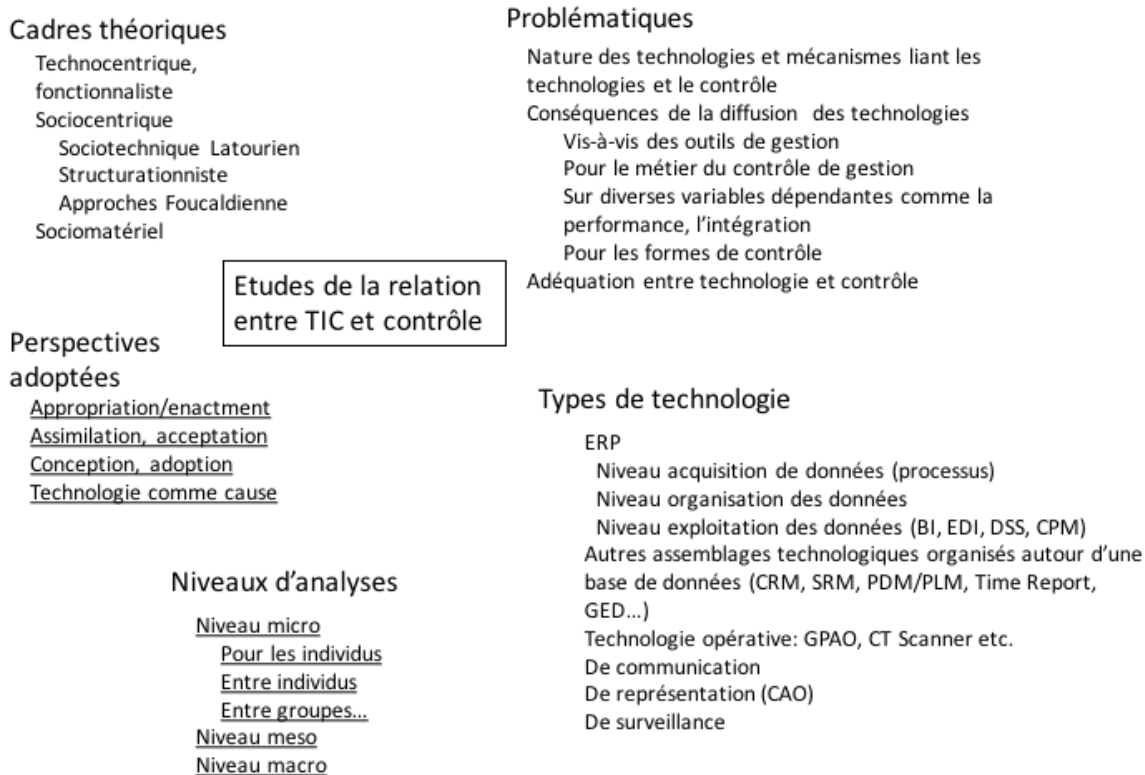 Cadres théoriques
Technocentrique,
fonctionnaliste
Sociocentrique
Sociotechnique Latourien
Structurationniste
Approches Foucaldienne
Sociomatériel
Problématiques
Nature des technologies et mécanismes liant les
technologies et le contrôle
Conséquences de la diffusion des technologies
Vis-à-vis des outils de gestion
Pour le métier du contrôle de gestion
Sur diverses variables dépendantes comme la
performance, l'intégration
Pour les formes de contrôle
Adéquation entre technologie et contrôle
Etudes de la relation
entre TIC et contrôle
Perspectives
adoptées
Appropriation/enactment
Assimilation, acceptation
Conception, adoption
Technologie comme cause
Types de technologie
ERP
Niveau acquisition de données (processus)
Niveau organisation des données
Niveau exploitation des données (BI, EDI, DSS, CPM)
Autres assemblages technologiques organisés autour d'une
base de données (CRM, SRM, PDM/PLM, Time Report,
GED...)
Technologie opérative: GPAO, CT Scanner etc.
De communication
De représentation (CAO)
De surveillance
Niveaux d'analyses
Niveau micro
Pour les individus
Entre individus
Entre groupes...
Niveau meso
Niveau macro